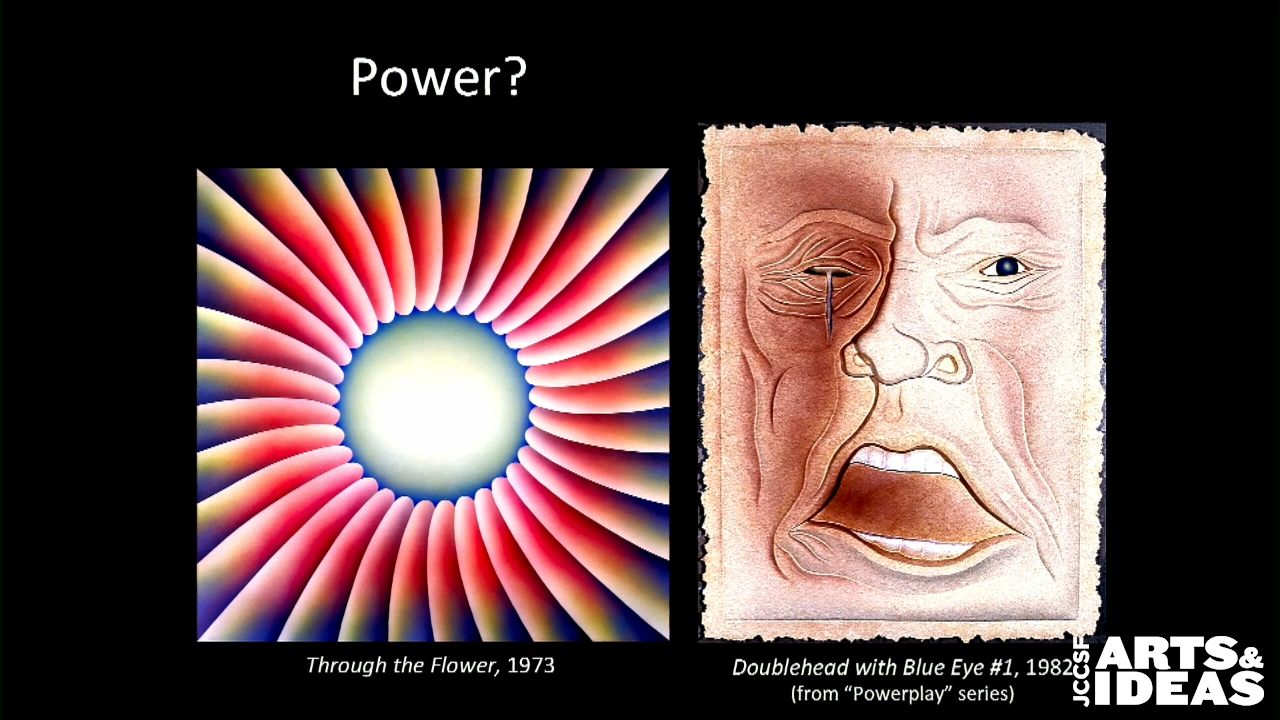 Power?
Through the Flower, 1973
Doublehead with Blue Eye #1, 1982
(from “Powerplay” series)
JCCSF
ARTS&
IDEAS